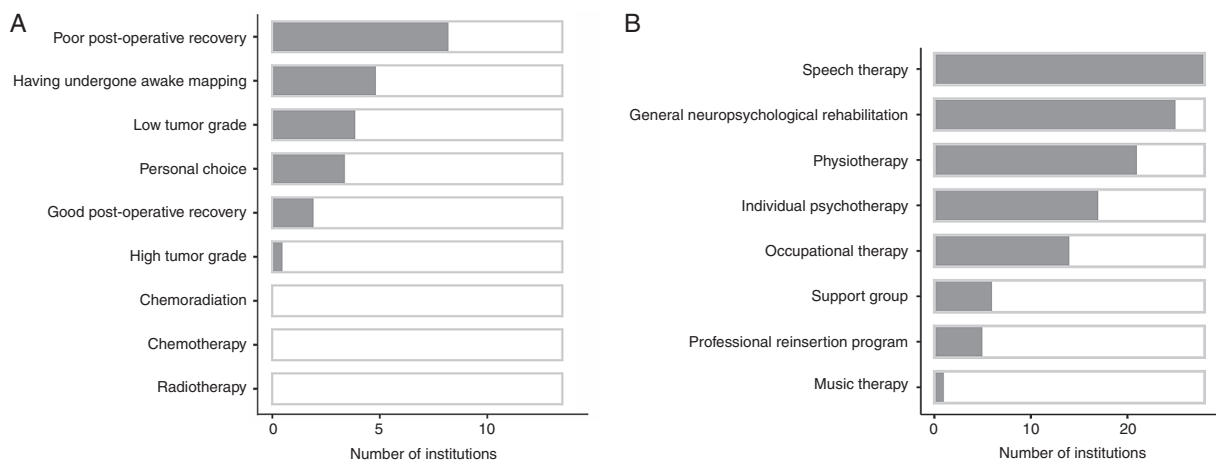 A
Poor post-operative recovery
Having undergone awake mapping
Low tumor grade
Personal choice
Good post-operative recovery
High tumor grade
Chemoradiation
Chemotherapy
Radiotherapy
0 5 10
Number of institutions
B
Speech therapy
General neuropsychological rehabilitation
Physiotherapy
Individual psychotherapy
Occupational therapy
Support group
Professional reinsertion program
Music therapy
0 10 20
Number of institutions